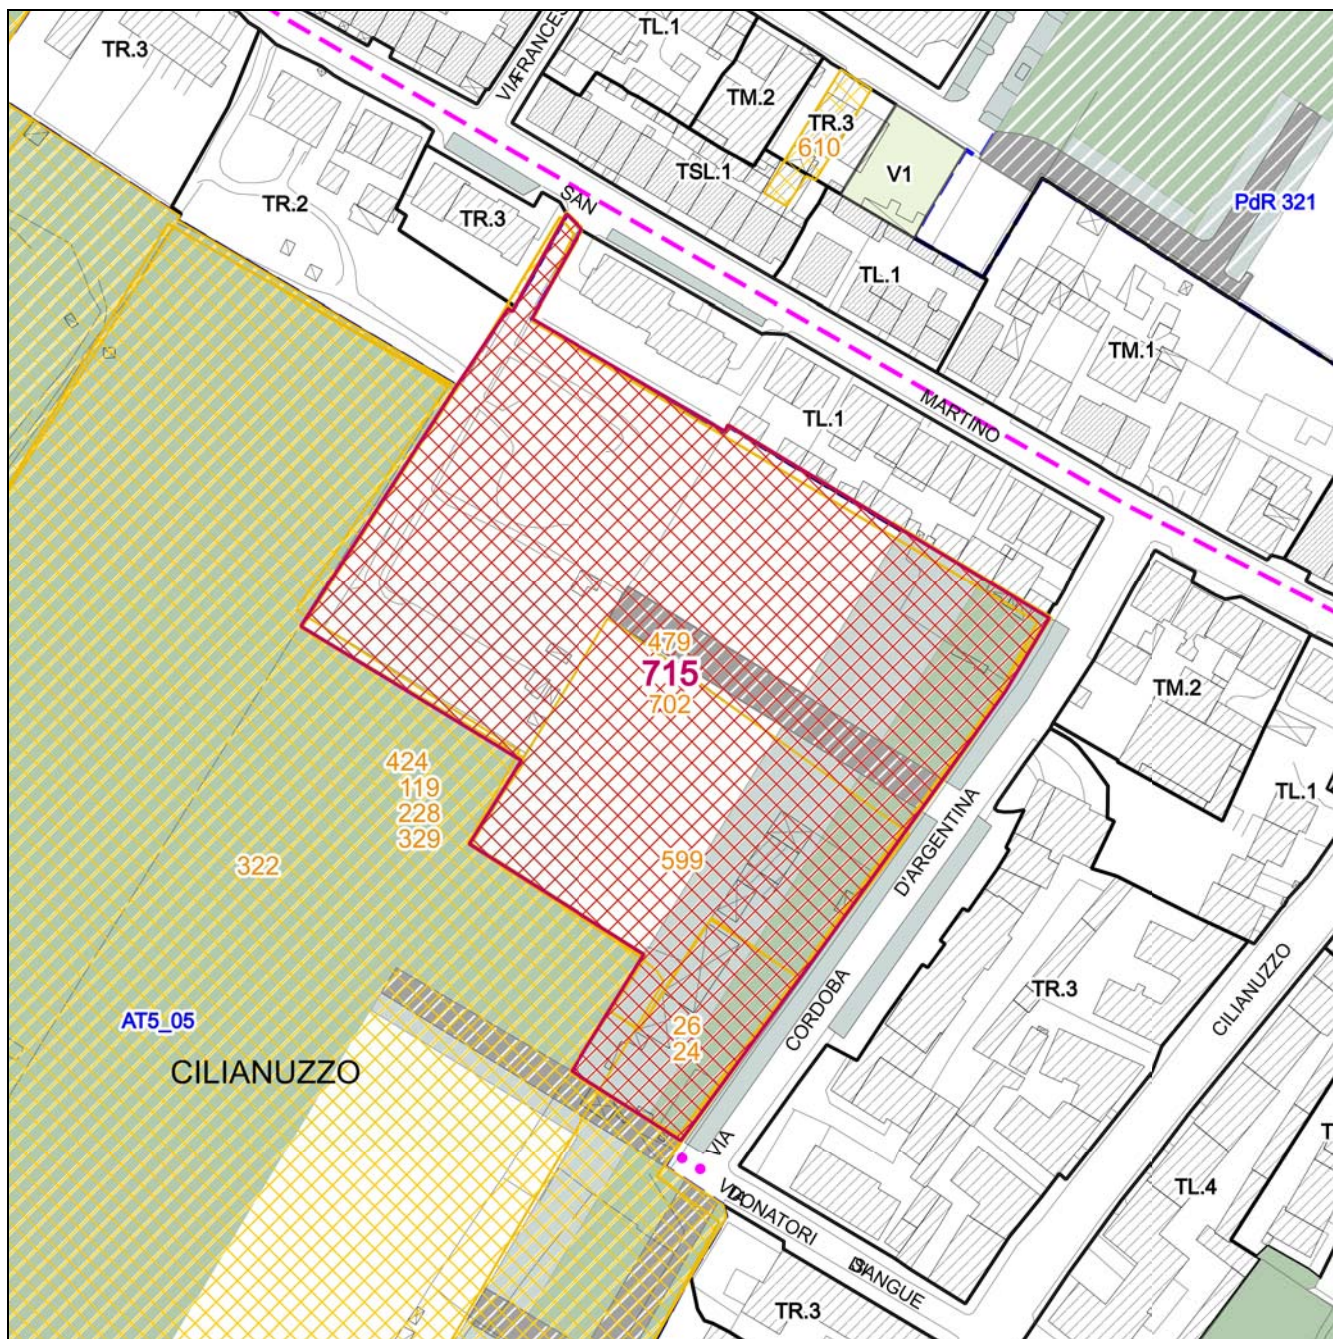 TR.3
VIA FRANCES
TL.1
TM.2
TR.3
610
V1
TSL.1
PdR 321
TR.2
TR.3
SAN
TL.1
TM.1
TL.1
MARTINO
479
715
702
TM.2
424
119
228
329
322
599
D'ARGENTINA
TL.1
TR.3
CORDOBA
CILIANUZZO
AT5_05
CILIANUZZO
26
24
VIA
VIA DONATORI
DI SANGUE
TL.4
TR.3